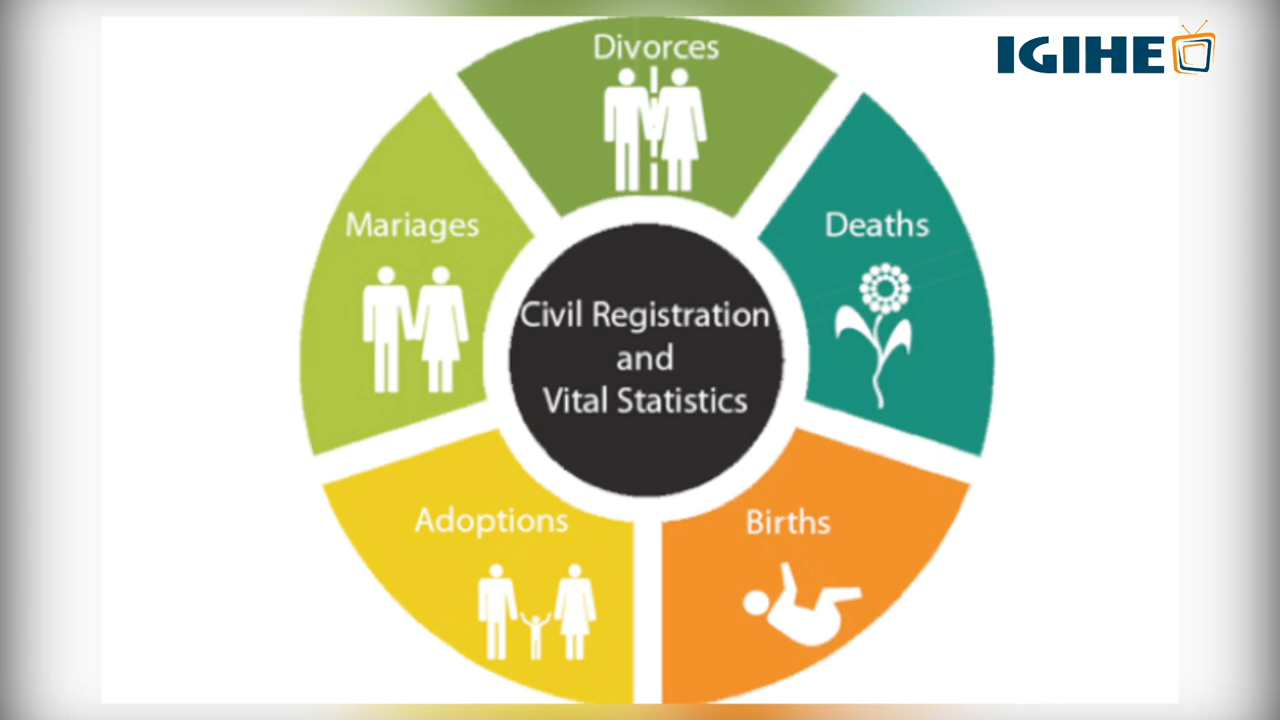 IGIHE
Divorces
Mariages
Deaths
Civil Registration
and
Vital Statistics
Adoptions
Births